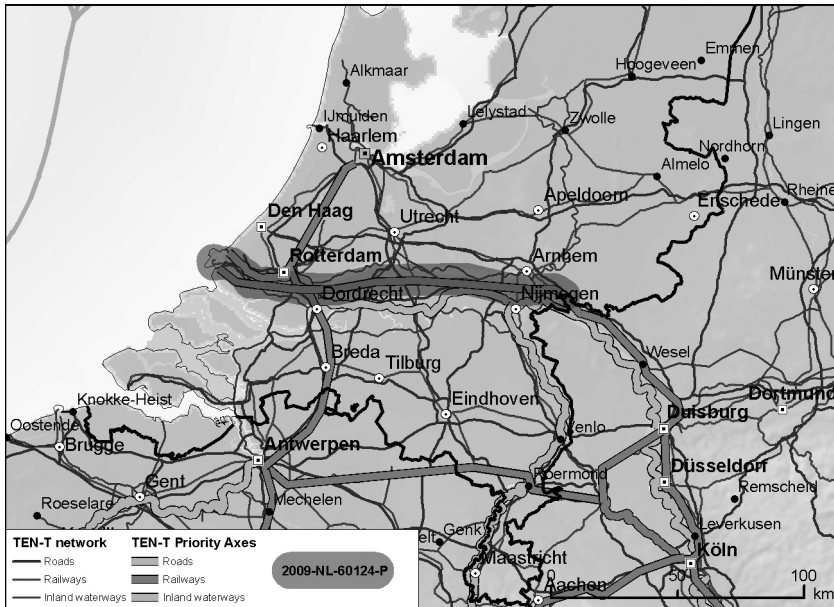 Emmen
Hoogeveen
Alkmaar
IJmuiden
Lelystad
Zwolle
Lingen
Haarlem
Amsterdam
Nordhorn
Almelo
Rheine
Apeldoorn
Enschede
Den Haag
Utrecht
Rotterdam
Arnhem
Münster
Dordrecht
Nijmegen
Breda
Tilburg
Wesel
Knokke-Heist
Eindhoven
Dortmund
Oostende
Duisburg
Brugge
Antwerpen
Venlo
Gent
Roermond
Düsseldorf
Roeselare
Mechelen
Remscheid
Genk
Leverkusen
Köln
Maastricht
Aachen
TEN-T network
TEN-T Priority Axes
Roads
Roads
Railways
Railways
Inland waterways
Inland waterways
2009-NL-60124-P
0
100
km